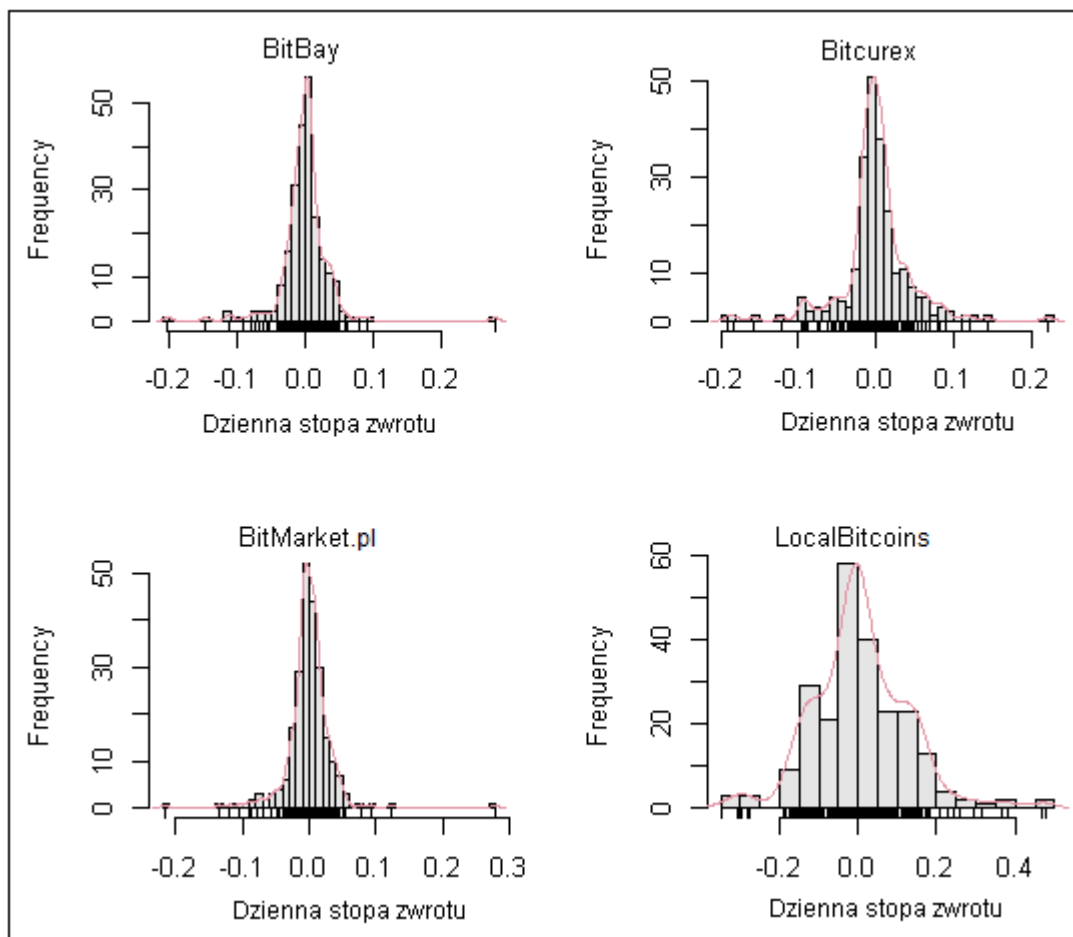 BitBay
Frequency
50
30
10
0
-0.2 -0.1 0.0 0.1 0.2
Dzienna stopa zwrotu
Bitcurex
Frequency
50
30
10
0
-0.2 -0.1 0.0 0.1 0.2
Dzienna stopa zwrotu
BitMarket.pl
Frequency
50
30
10
0
-0.2 -0.1 0.0 0.1 0.2 0.3
Dzienna stopa zwrotu
LocalBitcoins
Frequency
60
40
20
0
-0.2 0.0 0.2 0.4
Dzienna stopa zwrotu